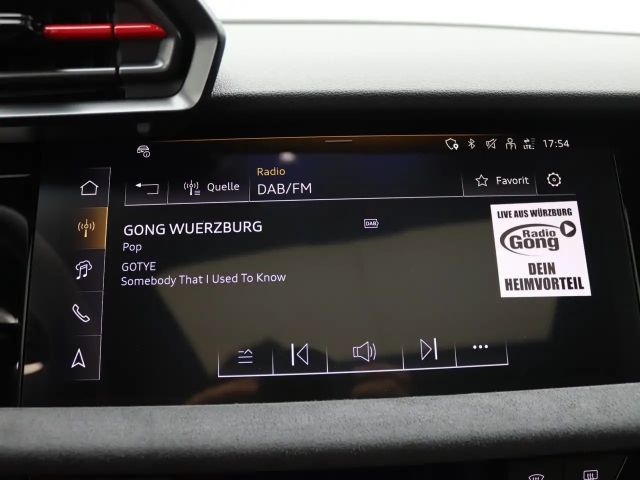 LTE
17:54
Radio
Quelle
DAB/FM
Favorit
GONG WUERZBURG
DAB
Pop
GOTYE
Somebody That I Used To Know
LIVE AUS WÜRZBURG
Radio
Gong
DEIN
HEIMVORTEIL